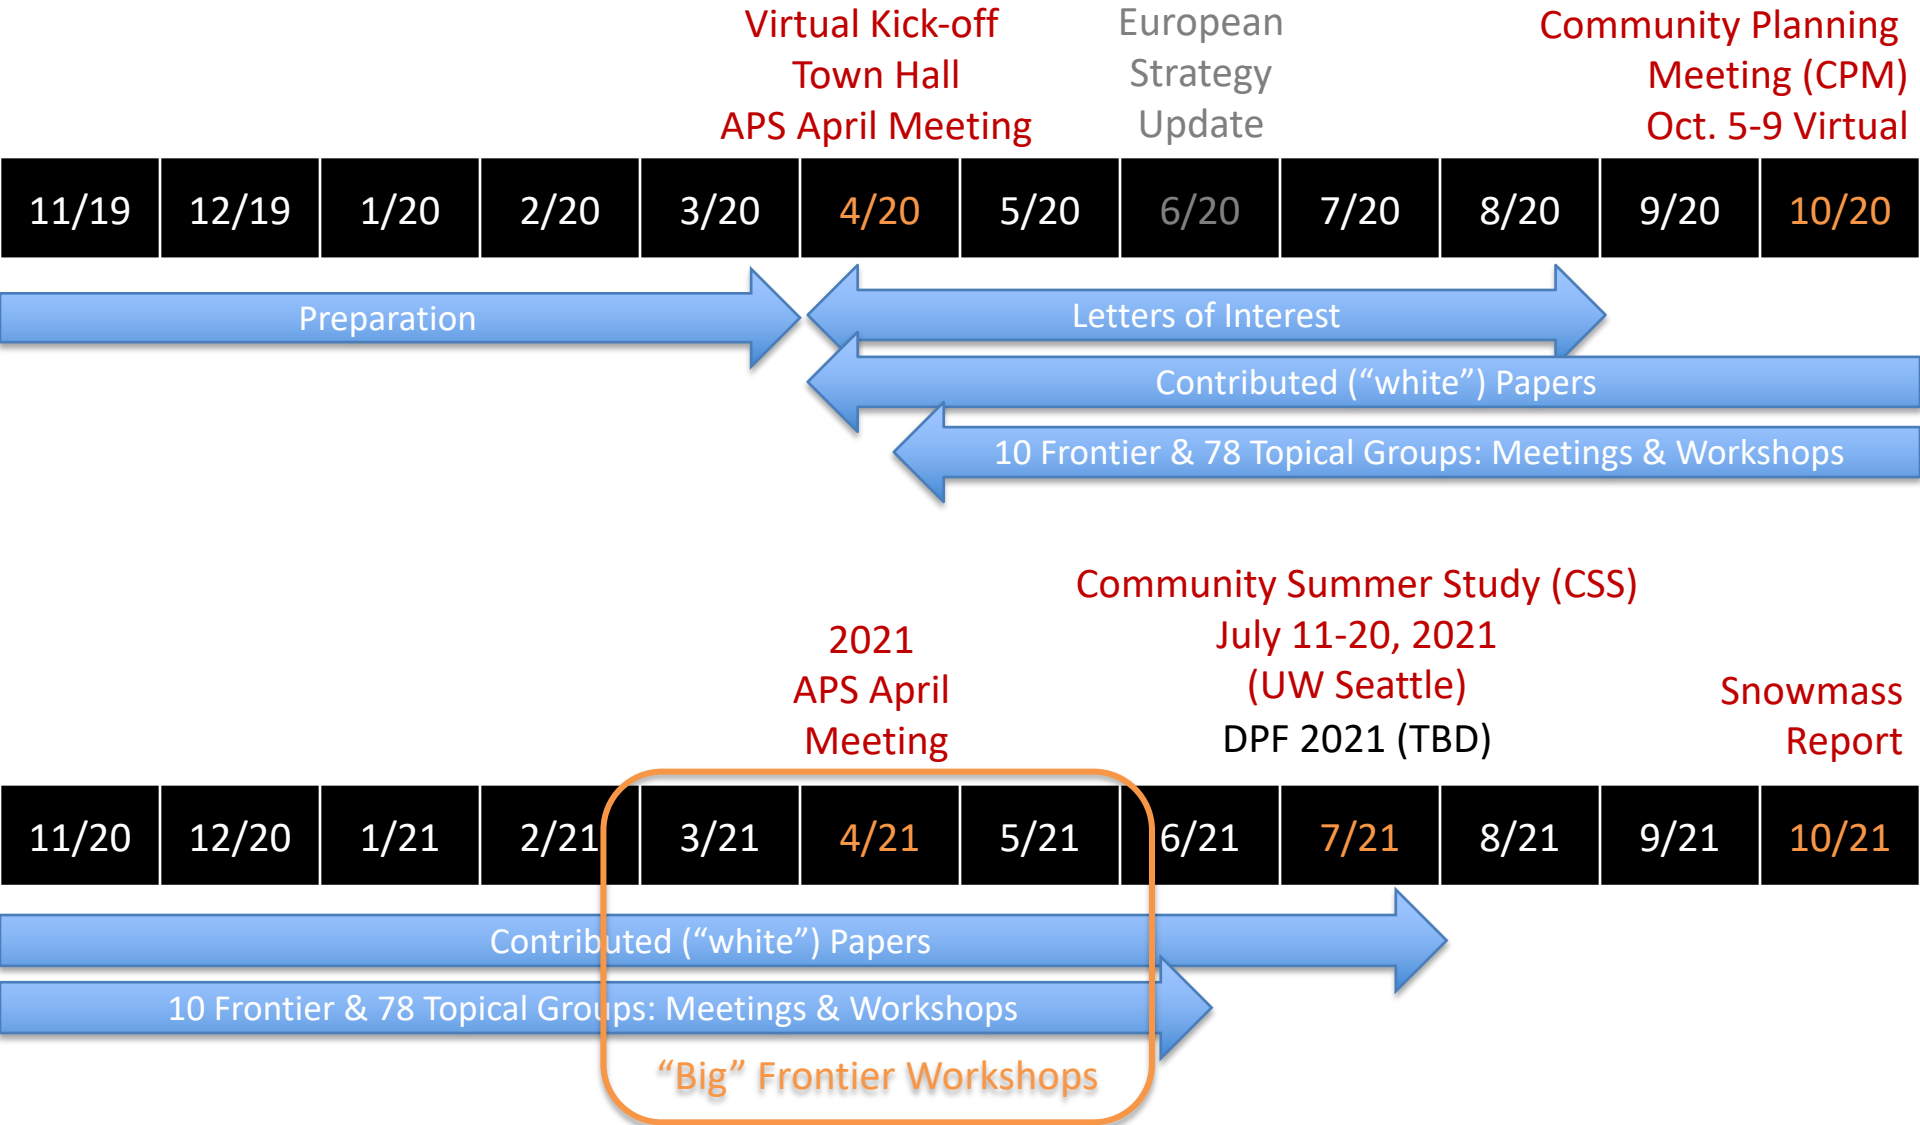 Virtual Kick-off
Town Hall
APS April Meeting
European
Strategy
Update
Community Planning
Meeting (CPM)
Oct. 5-9 Virtual
11/19 12/19 1/20 2/20 3/20 4/20 5/20 6/20 7/20 8/20 9/20 10/20
Preparation
Letters of Interest
Contributed (“white”) Papers
10 Frontier & 78 Topical Groups: Meetings & Workshops
2021
APS April
Meeting
Community Summer Study (CSS)
July 11-20, 2021
(UW Seattle)
DPF 2021 (TBD)
Snowmass
Report
11/20 12/20 1/21 2/21 3/21 4/21 5/21 6/21 7/21 8/21 9/21 10/21
Contributed (“white”) Papers
10 Frontier & 78 Topical Groups: Meetings & Workshops
“Big” Frontier Workshops